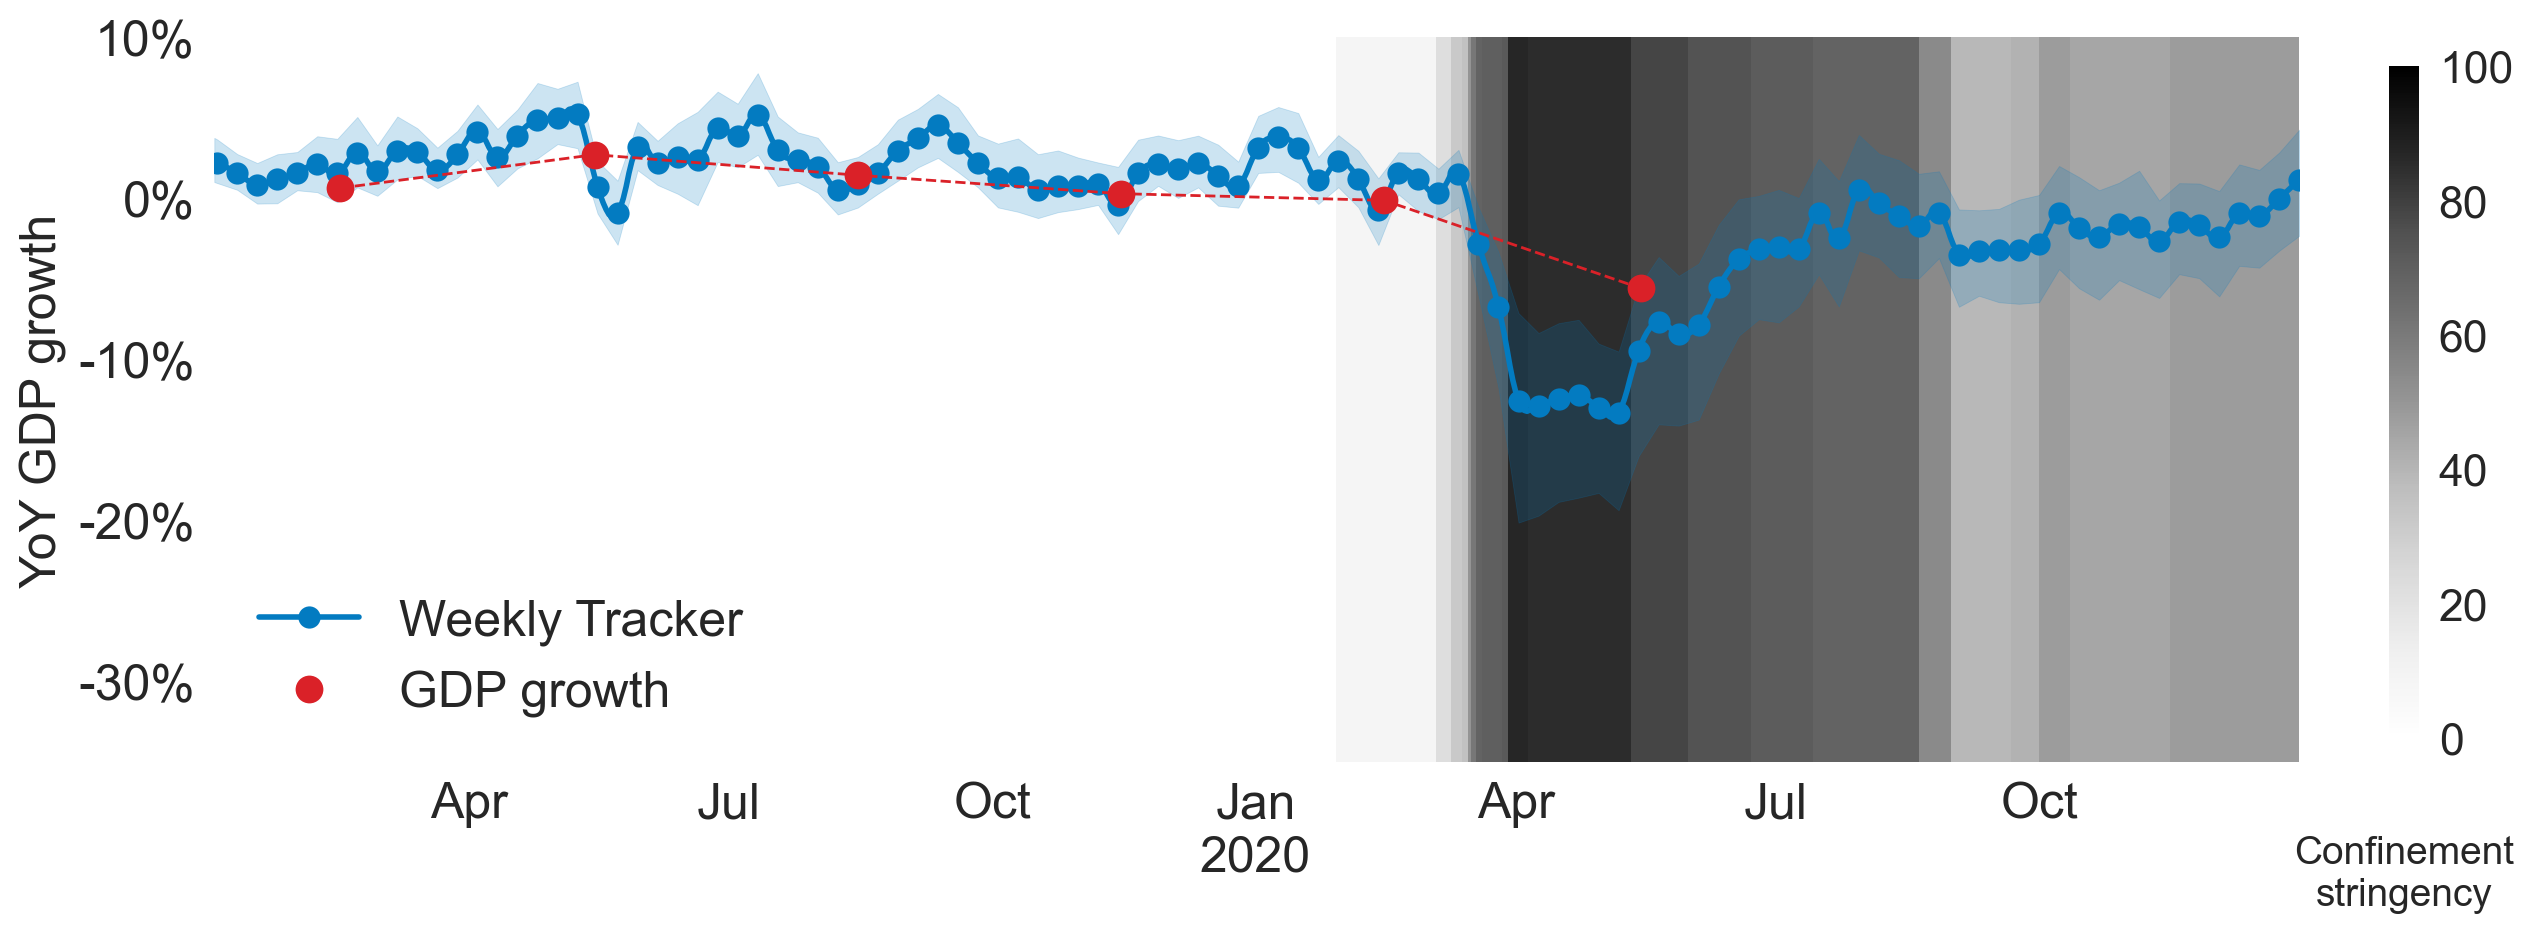 10%
0%
-10%
-20%
-30%
YoY GDP growth
Weekly Tracker
GDP growth
Apr
Jul
Oct
Jan
2020
Apr
Jul
Oct
100
80
60
40
20
0
Confinement
stringency